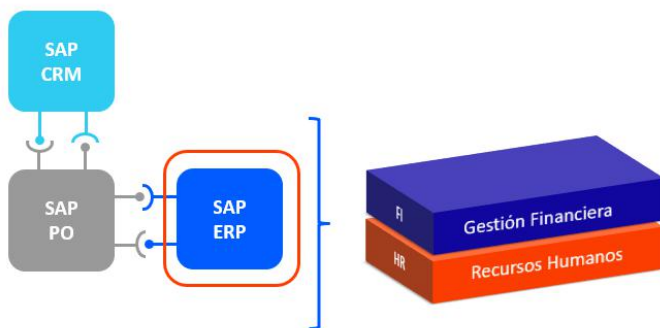 SAP
CRM
SAP
PO
SAP
ERP
FI
Gestión Financiera
HR
Recursos Humanos